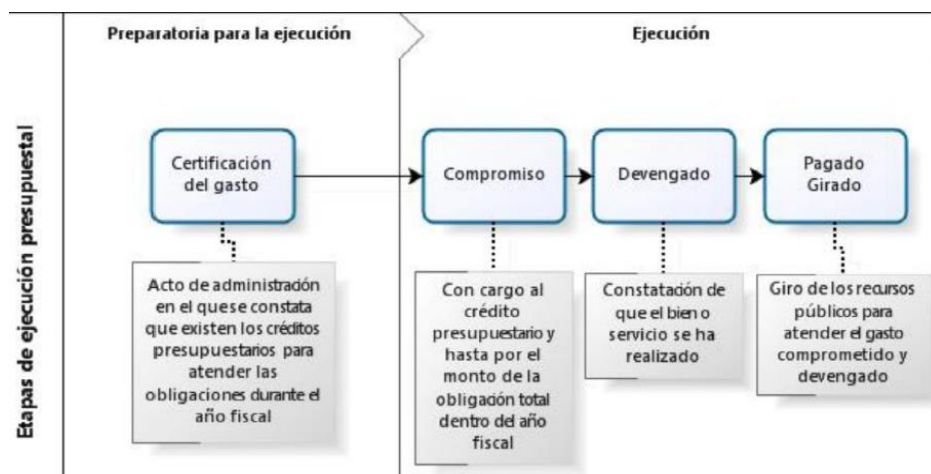 Etapas de ejecución presupuestal
Preparatoria para la ejecución
Ejecución
Certificación
del gasto
Compromiso
Devengado
Pagado
Girado
Acto de administración
en el quese constata
que existen los créditos
presupuestarios para
atender las
obligaciones durante el
año fiscal
Con cargo al
crédito
presupuestario y
hasta por el
monto de la
obligación total
dentro del año
fiscal
Constatación de
que el bien o
servicio se ha
realizado
Giro de los recursos
públicos para
atender el gasto
comprometido y
devengado